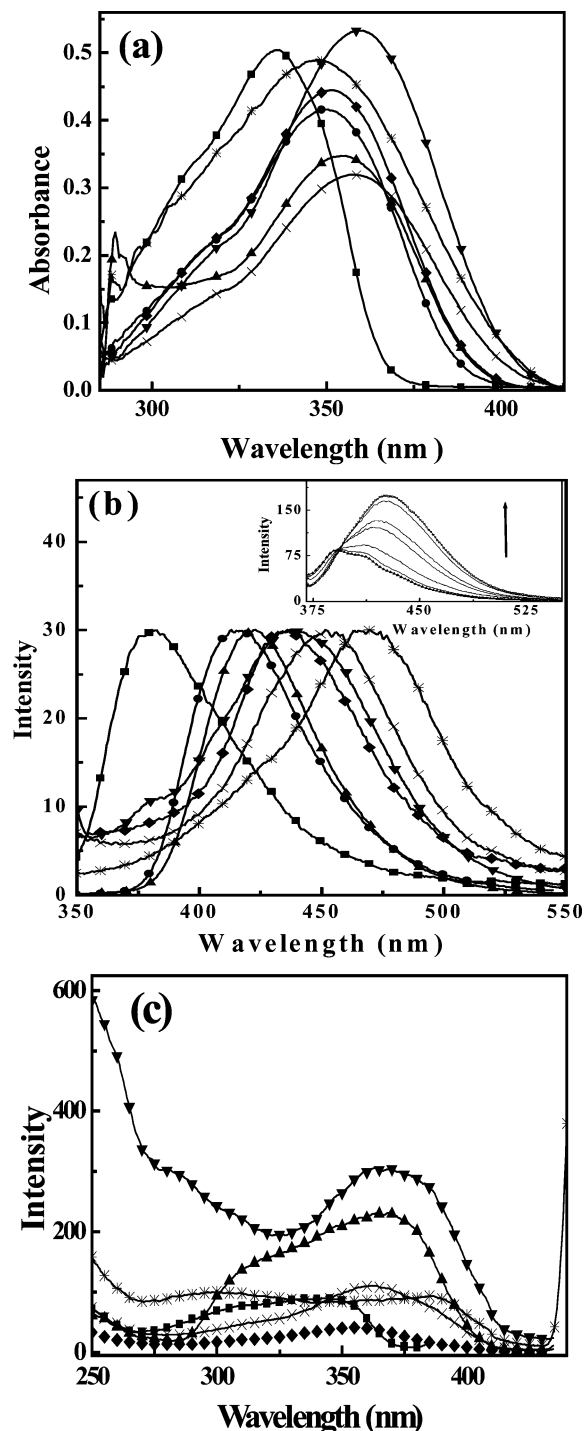 (a)
0.5
0.4
0.3
0.2
0.1
0.0
Absorbance
300 350 400
Wavelength (nm )
(b)
40
30
20
10
0
Intensity
150
75
Intensity
375 450 525
Wavelength (nm)
350 400 450 500 550
Wavelength (nm)
(c)
600
400
200
0
Intensity
250 300 350 400
Wavelength (nm)